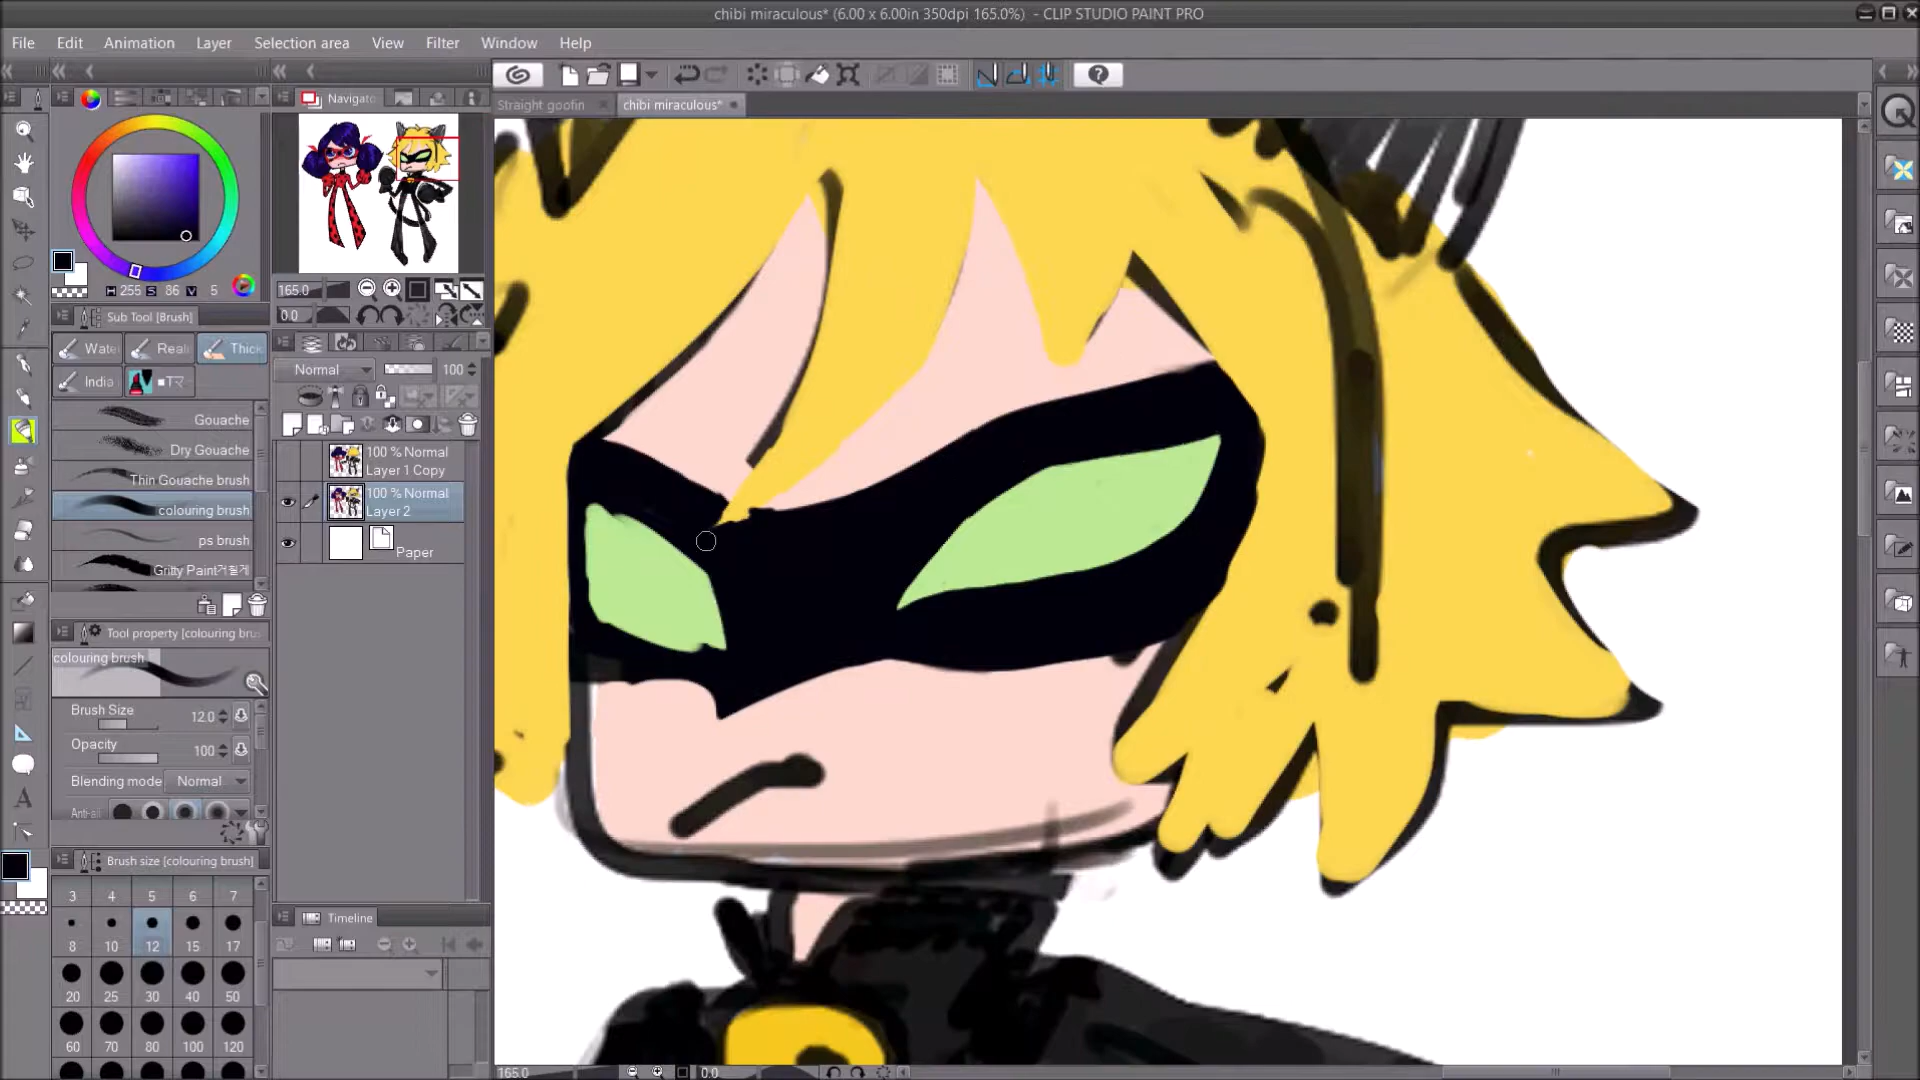 chibi miraculous* (6.00 x 6.00in 350dpi 165.0%) - CLIP STUDIO PAINT PRO
File Edit Animation Layer Selection area View Filter Window Help
Navigato
Straight goofin
chibi miraculous*
H 255 S 86 V 5
165.0
0.0
Sub Tool [Brush]
Wate Real Thick
India ■T マ
Gouache
Dry Gouache
Thin Gouache brush
colouring brush
ps brush
Gritty Paint거칠게
Normal 100
100 % Normal
Layer 1 Copy
100 % Normal
Layer 2
Paper
Tool property [colouring bru
colouring brush
Brush Size 12.0
Opacity 100
Blending mode Normal
Anti-ali
Brush size [colouring brush]
3 4 5 6 7
8 10 12 15 17
20 25 30 40 50
60 70 80 100 120
Timeline
165.0 0.0